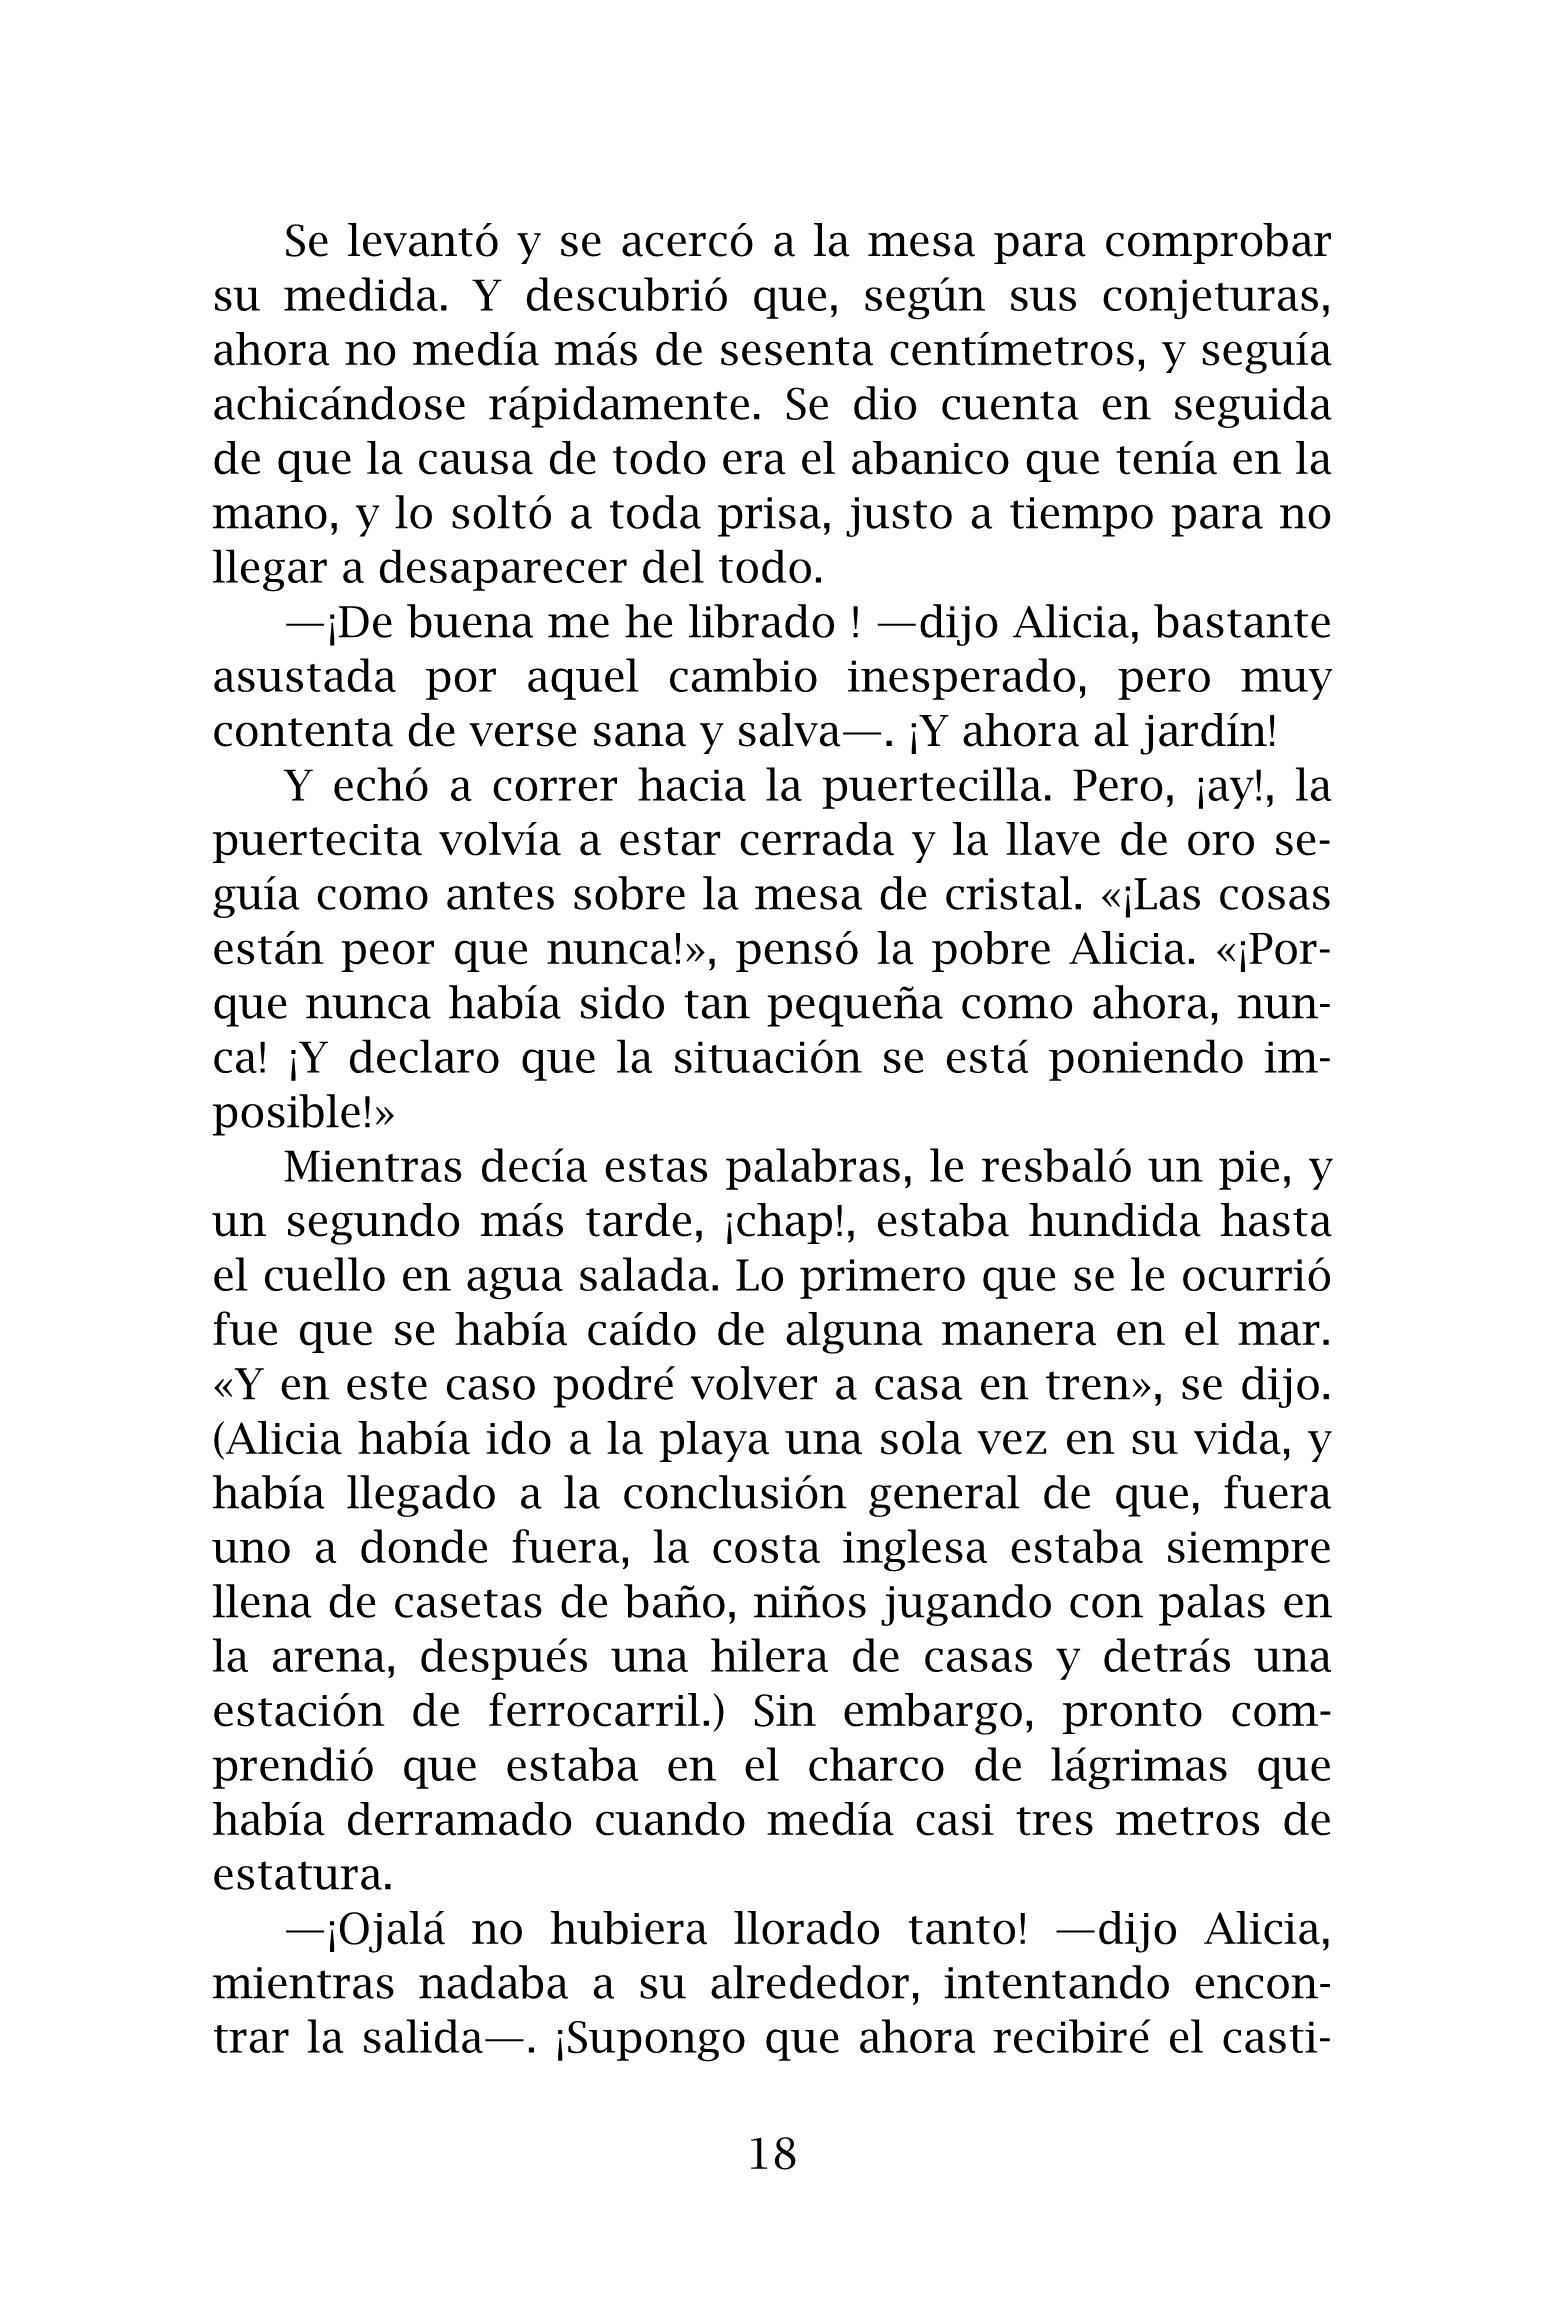 Se levantó y se acercó a la mesa para comprobar
su medida. Y descubrió que, según sus conjeturas,
ahora no medía más de sesenta centímetros, y seguía
achicándose rápidamente. Se dio cuenta en seguida
de que la causa de todo era el abanico que tenía en la
mano, y lo soltó a toda prisa, justo a tiempo para no
llegar a desaparecer del todo.
—¡De buena me he librado ! —dijo Alicia, bastante
asustada por aquel cambio inesperado, pero muy
contenta de verse sana y salva—. ¡Y ahora al jardín!
Y echó a correr hacia la puertecilla. Pero, ¡ay!, la
puertecita volvía a estar cerrada y la llave de oro se-
guía como antes sobre la mesa de cristal. «¡Las cosas
están peor que nunca!», pensó la pobre Alicia. «¡Por-
que nunca había sido tan pequeña como ahora, nun-
ca! ¡Y declaro que la situación se está poniendo im-
posible!»
Mientras decía estas palabras, le resbaló un pie, y
un segundo más tarde, ¡chap!, estaba hundida hasta
el cuello en agua salada. Lo primero que se le ocurrió
fue que se había caído de alguna manera en el mar.
«Y en este caso podré volver a casa en tren», se dijo.
(Alicia había ido a la playa una sola vez en su vida, y
había llegado a la conclusión general de que, fuera
uno a donde fuera, la costa inglesa estaba siempre
llena de casetas de baño, niños jugando con palas en
la arena, después una hilera de casas y detrás una
estación de ferrocarril.) Sin embargo, pronto com-
prendió que estaba en el charco de lágrimas que
había derramado cuando medía casi tres metros de
estatura.
—¡Ojalá no hubiera llorado tanto! —dijo Alicia,
mientras nadaba a su alrededor, intentando encon-
trar la salida—. ¡Supongo que ahora recibiré el casti-
18